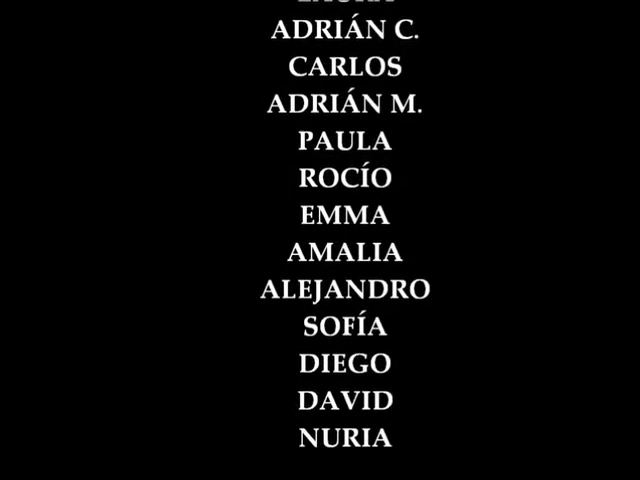 ADRIÁN C.
CARLOS
ADRIÁN M.
PAULA
ROCÍO
EMMA
AMALIA
ALEJANDRO
SOFÍA
DIEGO
DAVID
NURIA